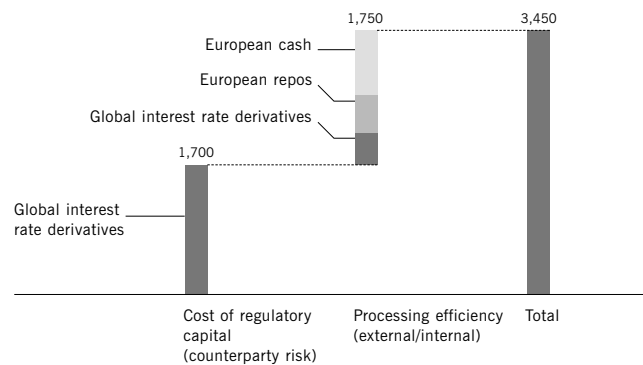 1,750
3,450
European cash
European repos
Global interest rate derivatives
1,700
Global interest
rate derivatives
Cost of regulatory
capital
(counterparty risk)
Processing efficiency
(external/internal)
Total